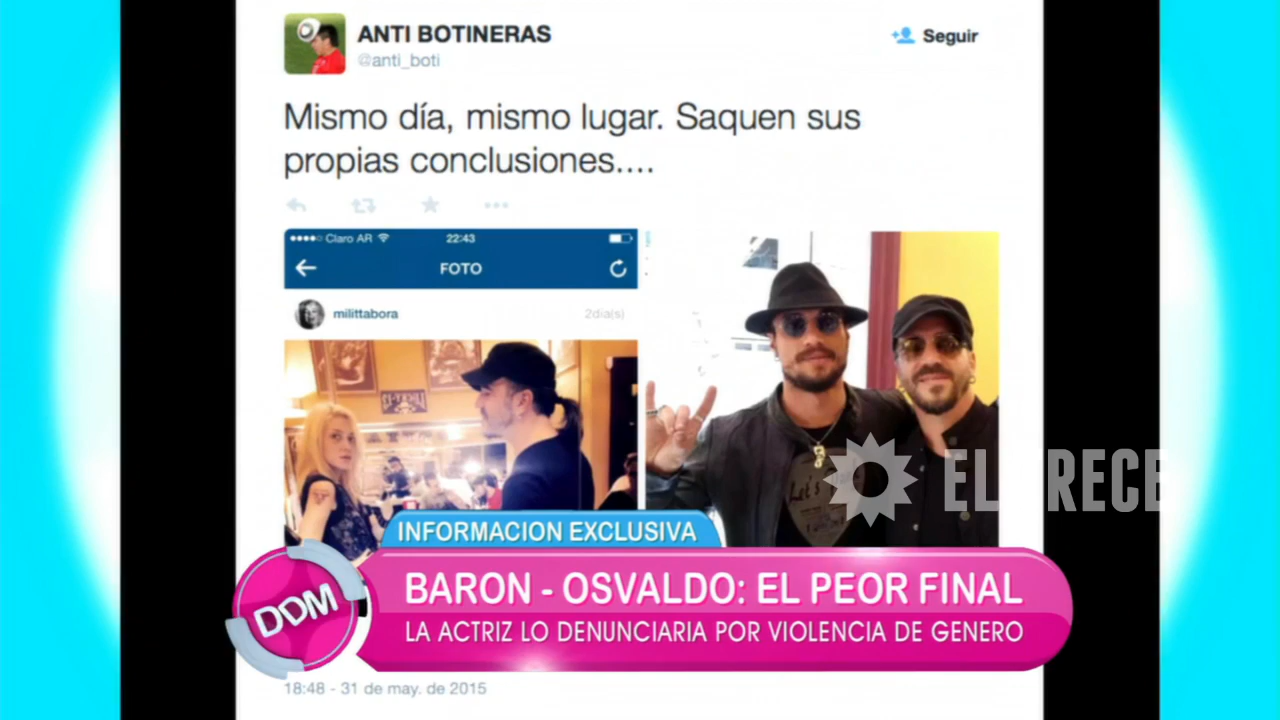 ANTI BOTINERAS
@anti_boti
Seguir
Mismo día, mismo lugar. Saquen sus
propias conclusiones....
Claro AR
22:43
FOTO
milittabora
2día(s)
EL TRECE
INFORMACION EXCLUSIVA
DDM
BARON - OSVALDO: EL PEOR FINAL
LA ACTRIZ LO DENUNCIARIA POR VIOLENCIA DE GENERO
18:48 - 31 de may. de 2015